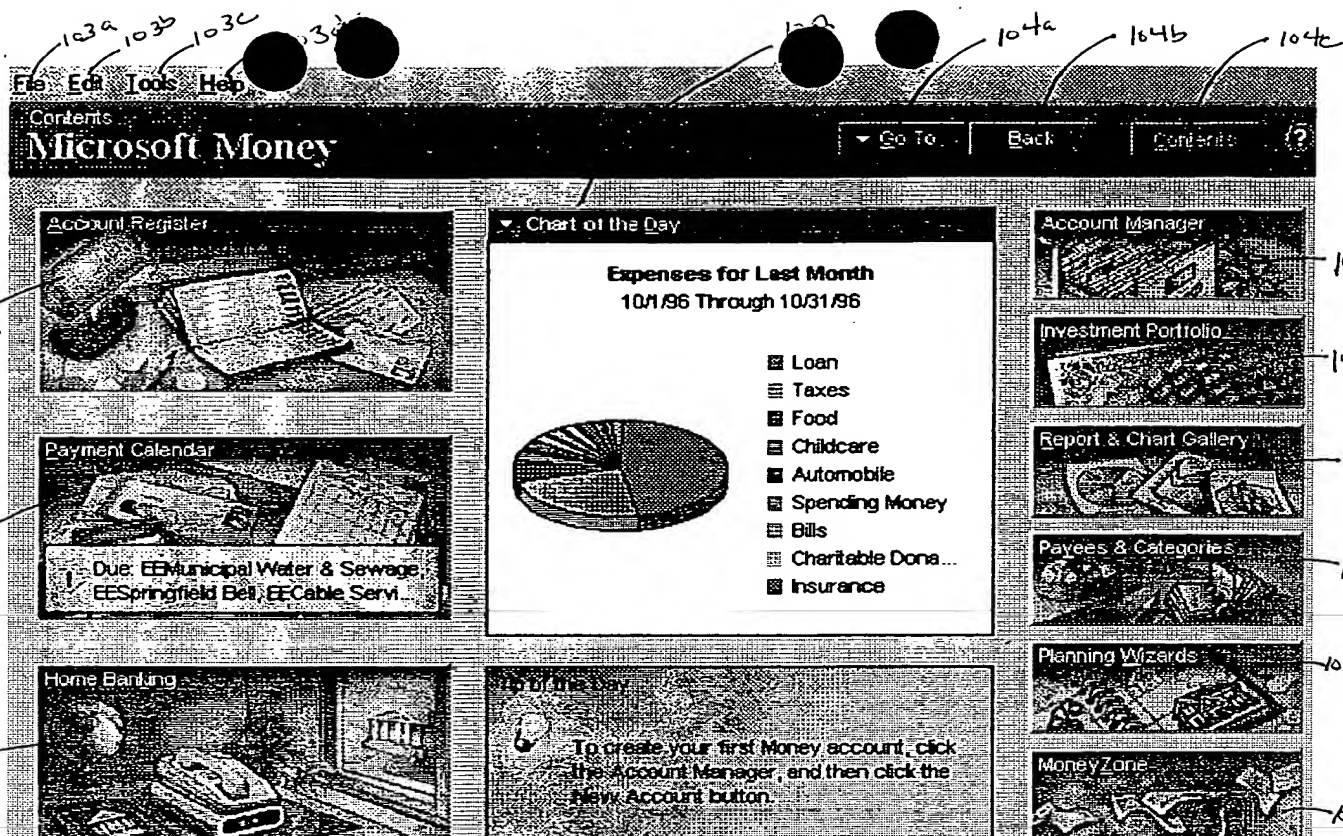 103a 103b 103c 104a 104b 104c
File Edit Tools Help
Contents
Microsoft Money
Go To Back Contents ?
Account Register
Chart of the Day
Account Manager
Expenses for Last Month
10/1/96 Through 10/31/96
Investment Portfolio
Loan
Taxes
Food
Childcare
Automobile
Spending Money
Bills
Charitable Dona...
Insurance
Report & Chart Gallery
Payment Calendar
! Due: EEMunicipal Water & Sewage,
EESpringfield Bell, EECable Servi...
Payees & Categories
Planning Wizards
Home Banking
Tip of the Day
To create your first Money account, click
the Account Manager, and then click the
New Account button.
MoneyZone